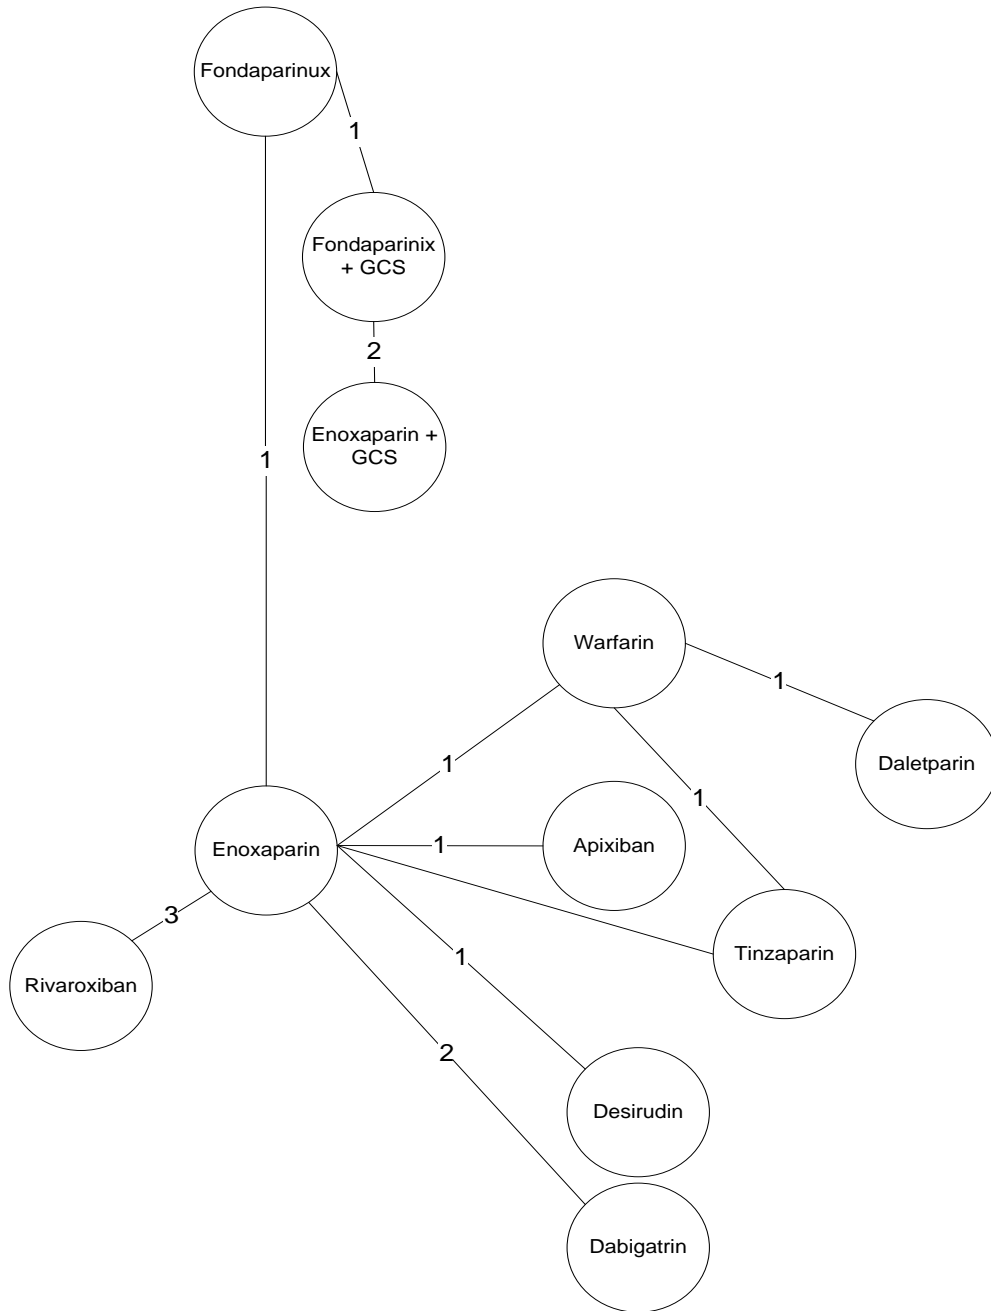 Fondaparinux
1
Fondaparinix
+ GCS
2
Enoxaparin +
GCS
1
Warfarin
1
Daletparin
1
1
Apixiban
1
Enoxaparin
Tinzaparin
3
1
Rivaroxiban
2
Desirudin
Dabigatrin